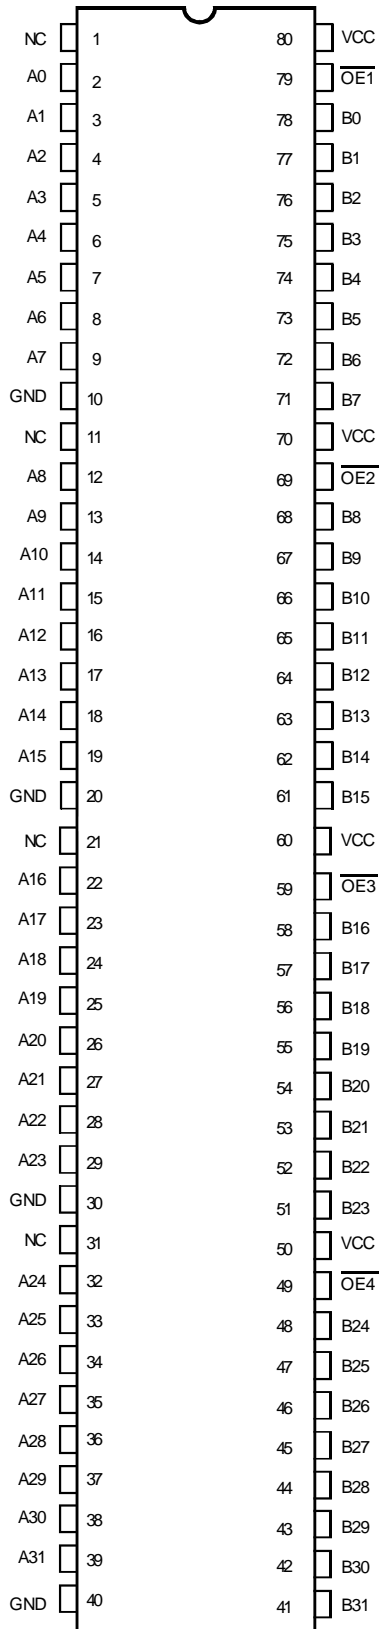 NC 1 80 VCC
A0 2 79 OE1
A1 3 78 B0
A2 4 77 B1
A3 5 76 B2
A4 6 75 B3
A5 7 74 B4
A6 8 73 B5
A7 9 72 B6
GND 10 71 B7
NC 11 70 VCC
A8 12 69 OE2
A9 13 68 B8
A10 14 67 B9
A11 15 66 B10
A12 16 65 B11
A13 17 64 B12
A14 18 63 B13
A15 19 62 B14
GND 20 61 B15
NC 21 60 VCC
A16 22 59 OE3
A17 23 58 B16
A18 24 57 B17
A19 25 56 B18
A20 26 55 B19
A21 27 54 B20
A22 28 53 B21
A23 29 52 B22
GND 30 51 B23
NC 31 50 VCC
A24 32 49 OE4
A25 33 48 B24
A26 34 47 B25
A27 35 46 B26
A28 36 45 B27
A29 37 44 B28
A30 38 43 B29
A31 39 42 B30
GND 40 41 B31